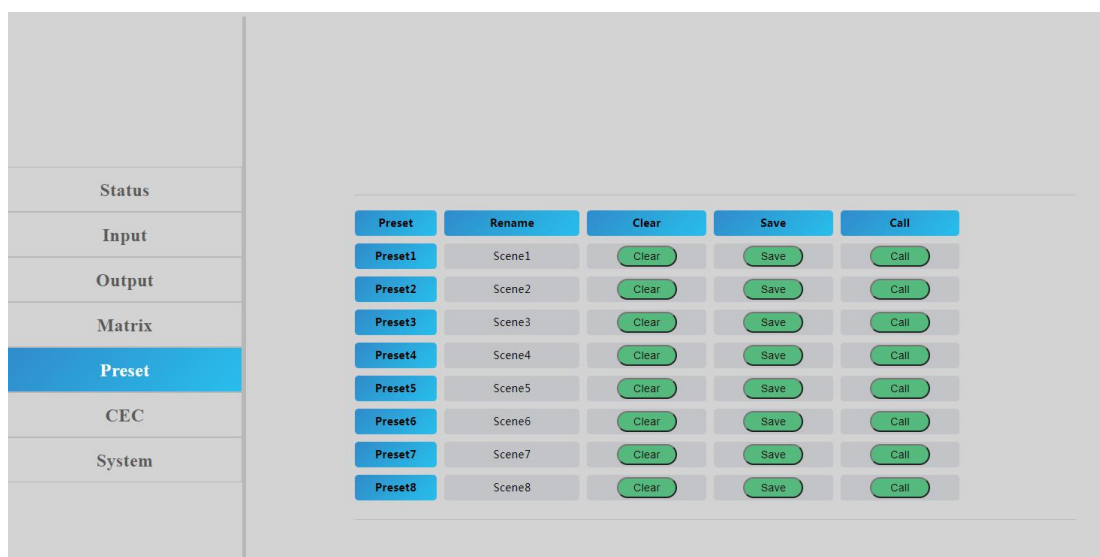 Status
Input
Output
Matrix
Preset
CEC
System
Preset Rename Clear Save Call
Preset1 Scene1 Clear Save Call
Preset2 Scene2 Clear Save Call
Preset3 Scene3 Clear Save Call
Preset4 Scene4 Clear Save Call
Preset5 Scene5 Clear Save Call
Preset6 Scene6 Clear Save Call
Preset7 Scene7 Clear Save Call
Preset8 Scene8 Clear Save Call